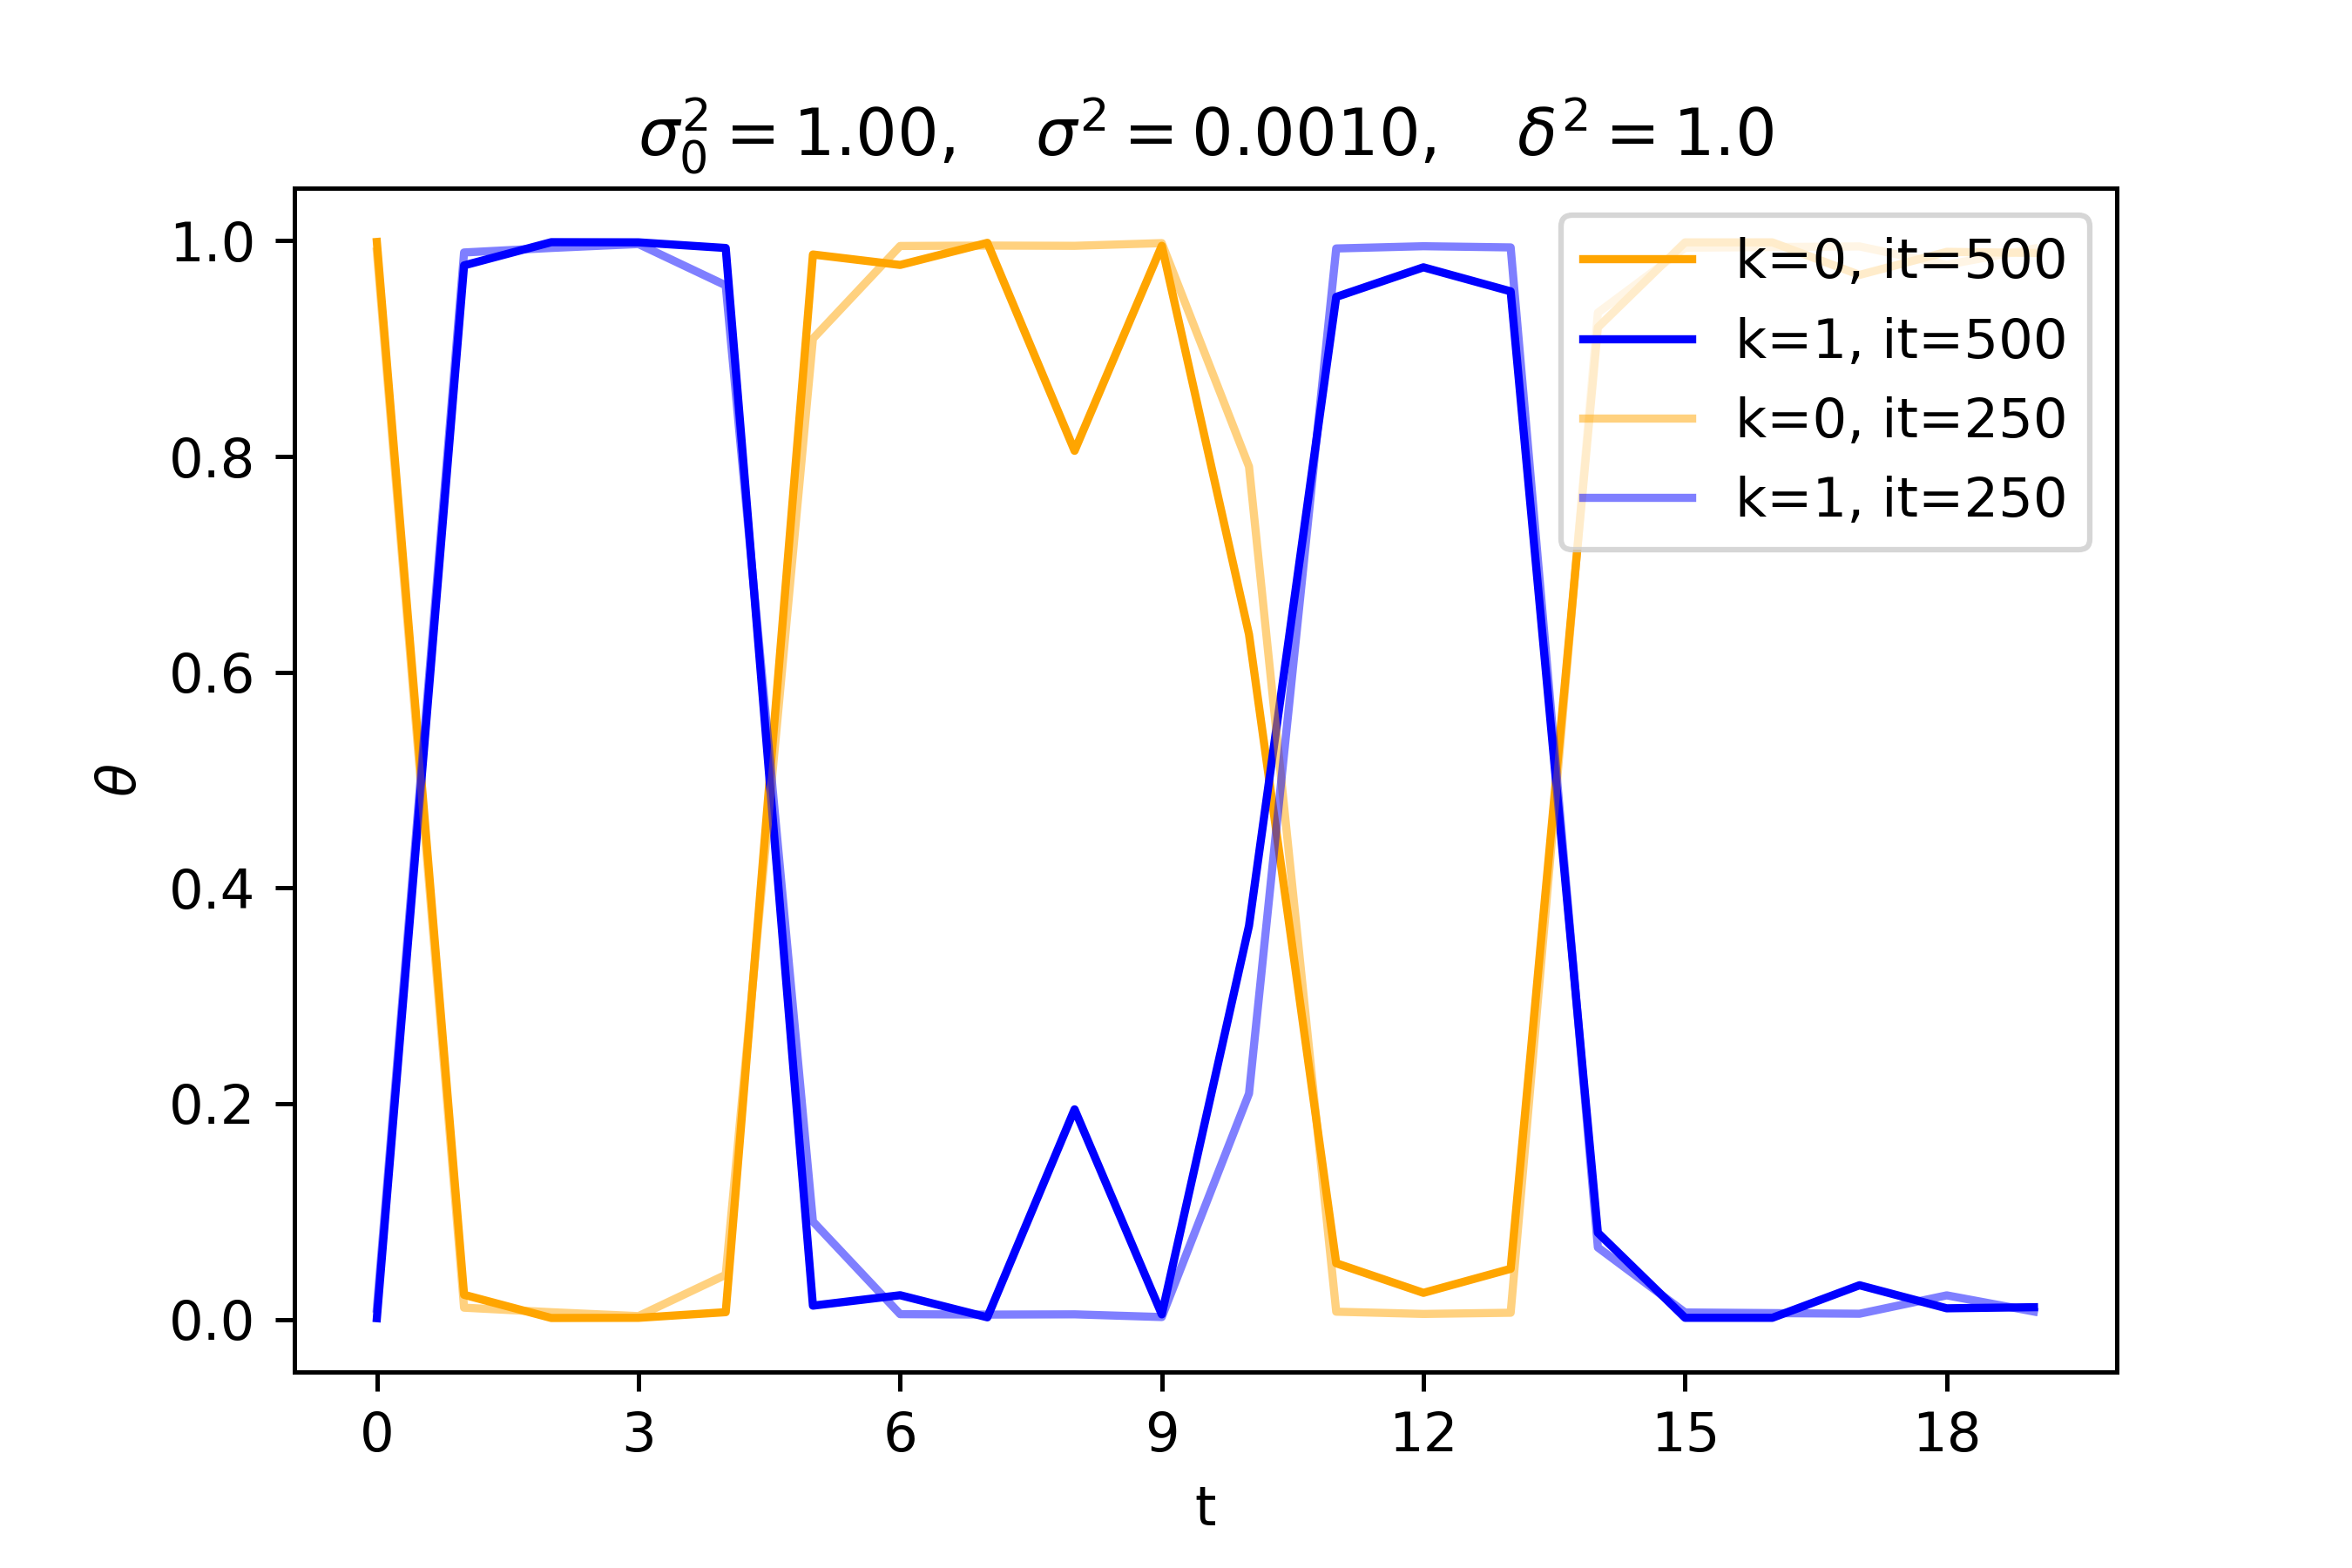 σ₀² = 1.00, σ² = 0.0010, δ² = 1.0
1.0
0.8
0.6
0.4
0.2
0.0
θ
k=0, it=500
k=1, it=500
k=0, it=250
k=1, it=250
0 3 6 9 12 15 18
t